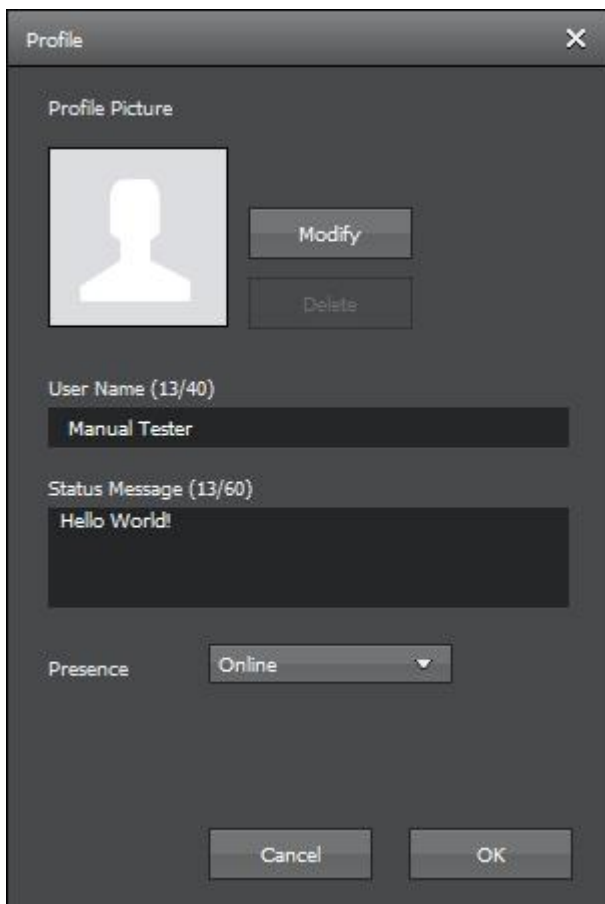 Profile
Profile Picture
Modify
Delete
User Name (13/40)
Manual Tester
Status Message (13/60)
Hello World!
Presence
Online
Cancel
OK